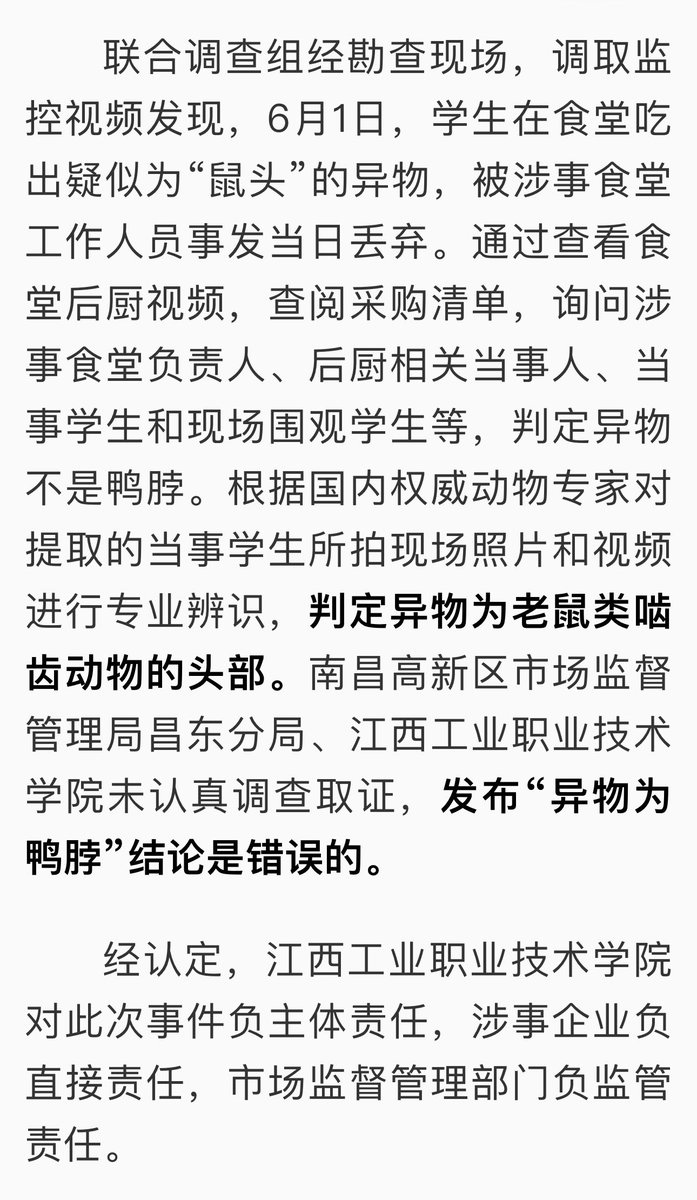 联合调查组经勘查现场，调取监
控视频发现，6月1日，学生在食堂吃
出疑似为“鼠头”的异物，被涉事食堂
工作人员事发当日丢弃。通过查看食
堂后厨视频，查阅采购清单，询问涉
事食堂负责人、后厨相关当事人、当
事学生和现场围观学生等，判定异物
不是鸭脖。根据国内权威动物专家对
提取的当事学生所拍现场照片和视频
进行专业辨识，判定异物为老鼠类啮
齿动物的头部。南昌高新区市场监督
管理局昌东分局、江西工业职业技术
学院未认真调查取证，发布“异物为
鸭脖”结论是错误的。
经认定，江西工业职业技术学院
对此次事件负主体责任，涉事企业负
直接责任，市场监督管理部门负监管
责任。